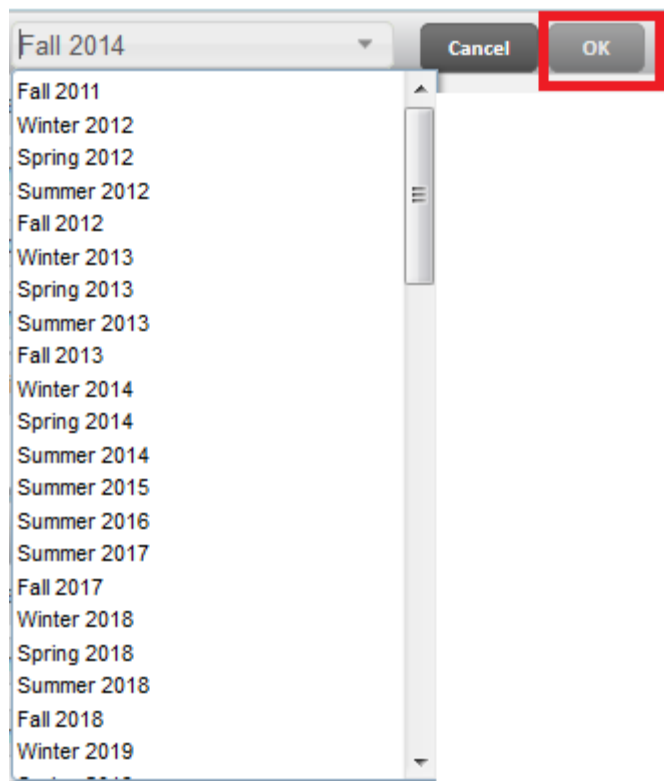 Fall 2014 Cancel OK
Fall 2011
Winter 2012
Spring 2012
Summer 2012
Fall 2012
Winter 2013
Spring 2013
Summer 2013
Fall 2013
Winter 2014
Spring 2014
Summer 2014
Summer 2015
Summer 2016
Summer 2017
Fall 2017
Winter 2018
Spring 2018
Summer 2018
Fall 2018
Winter 2019